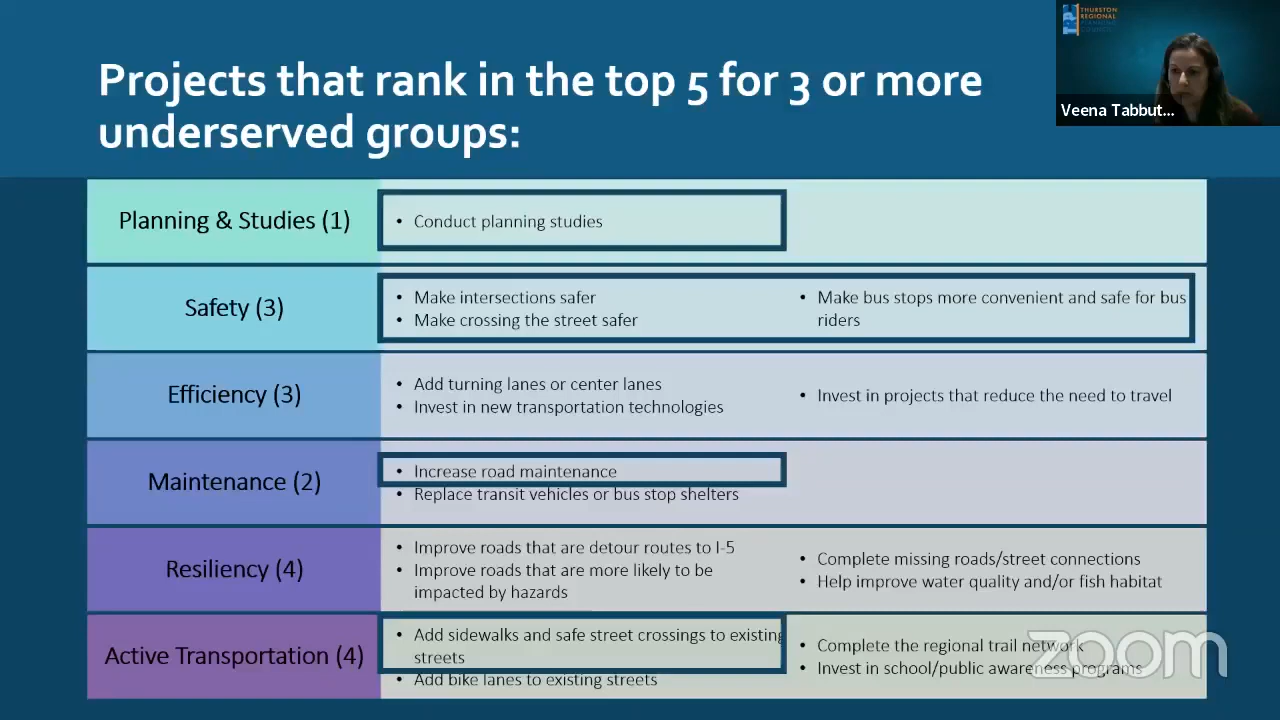 THURSTON
REGIONAL
PLANNING
COUNCIL
Veena Tabbut...
Projects that rank in the top 5 for 3 or more
underserved groups:
Planning & Studies (1)
• Conduct planning studies
Safety (3)
• Make intersections safer
• Make crossing the street safer
• Make bus stops more convenient and safe for bus
riders
Efficiency (3)
• Add turning lanes or center lanes
• Invest in new transportation technologies
• Invest in projects that reduce the need to travel
Maintenance (2)
• Increase road maintenance
• Replace transit vehicles or bus stop shelters
Resiliency (4)
• Improve roads that are detour routes to I-5
• Improve roads that are more likely to be
impacted by hazards
• Complete missing roads/street connections
• Help improve water quality and/or fish habitat
Active Transportation (4)
• Add sidewalks and safe street crossings to existing
streets
• Add bike lanes to existing streets
• Complete the regional trail network
• Invest in school/public awareness programs
zoom